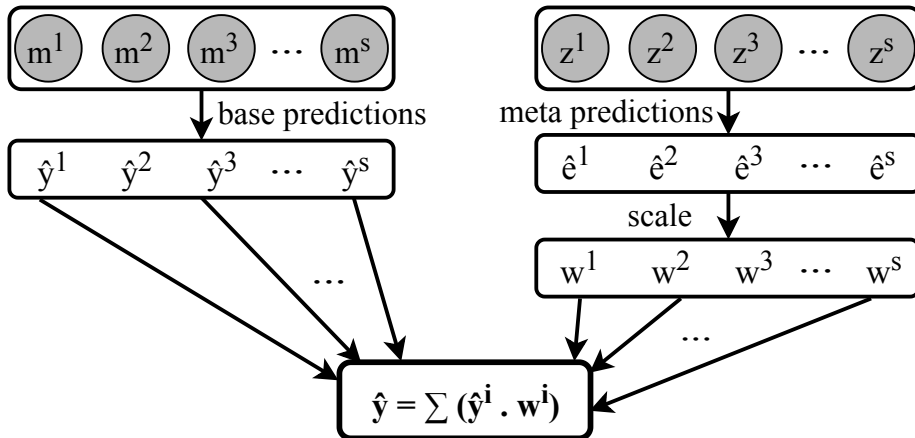 m¹ m² m³ ... mˢ
base predictions
ŷ¹ ŷ² ŷ³ ... ŷˢ
...
z¹ z² z³ ... zˢ
meta predictions
ê¹ ê² ê³ ... êˢ
scale
w¹ w² w³ ... wˢ
...
ŷ = ∑ (ŷⁱ . wⁱ)